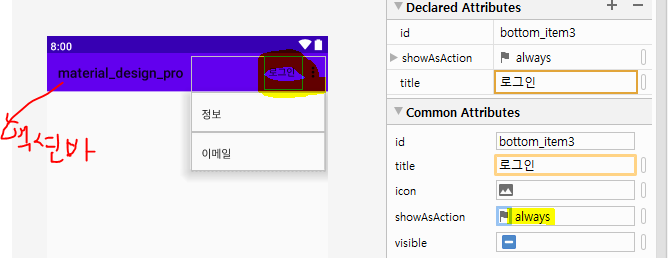 8:00
material_design_pro
로그인
정보
이메일
액션바
Declared Attributes
id bottom_item3
showAsAction always
title 로그인
Common Attributes
id bottom_item3
title 로그인
icon
showAsAction always
visible